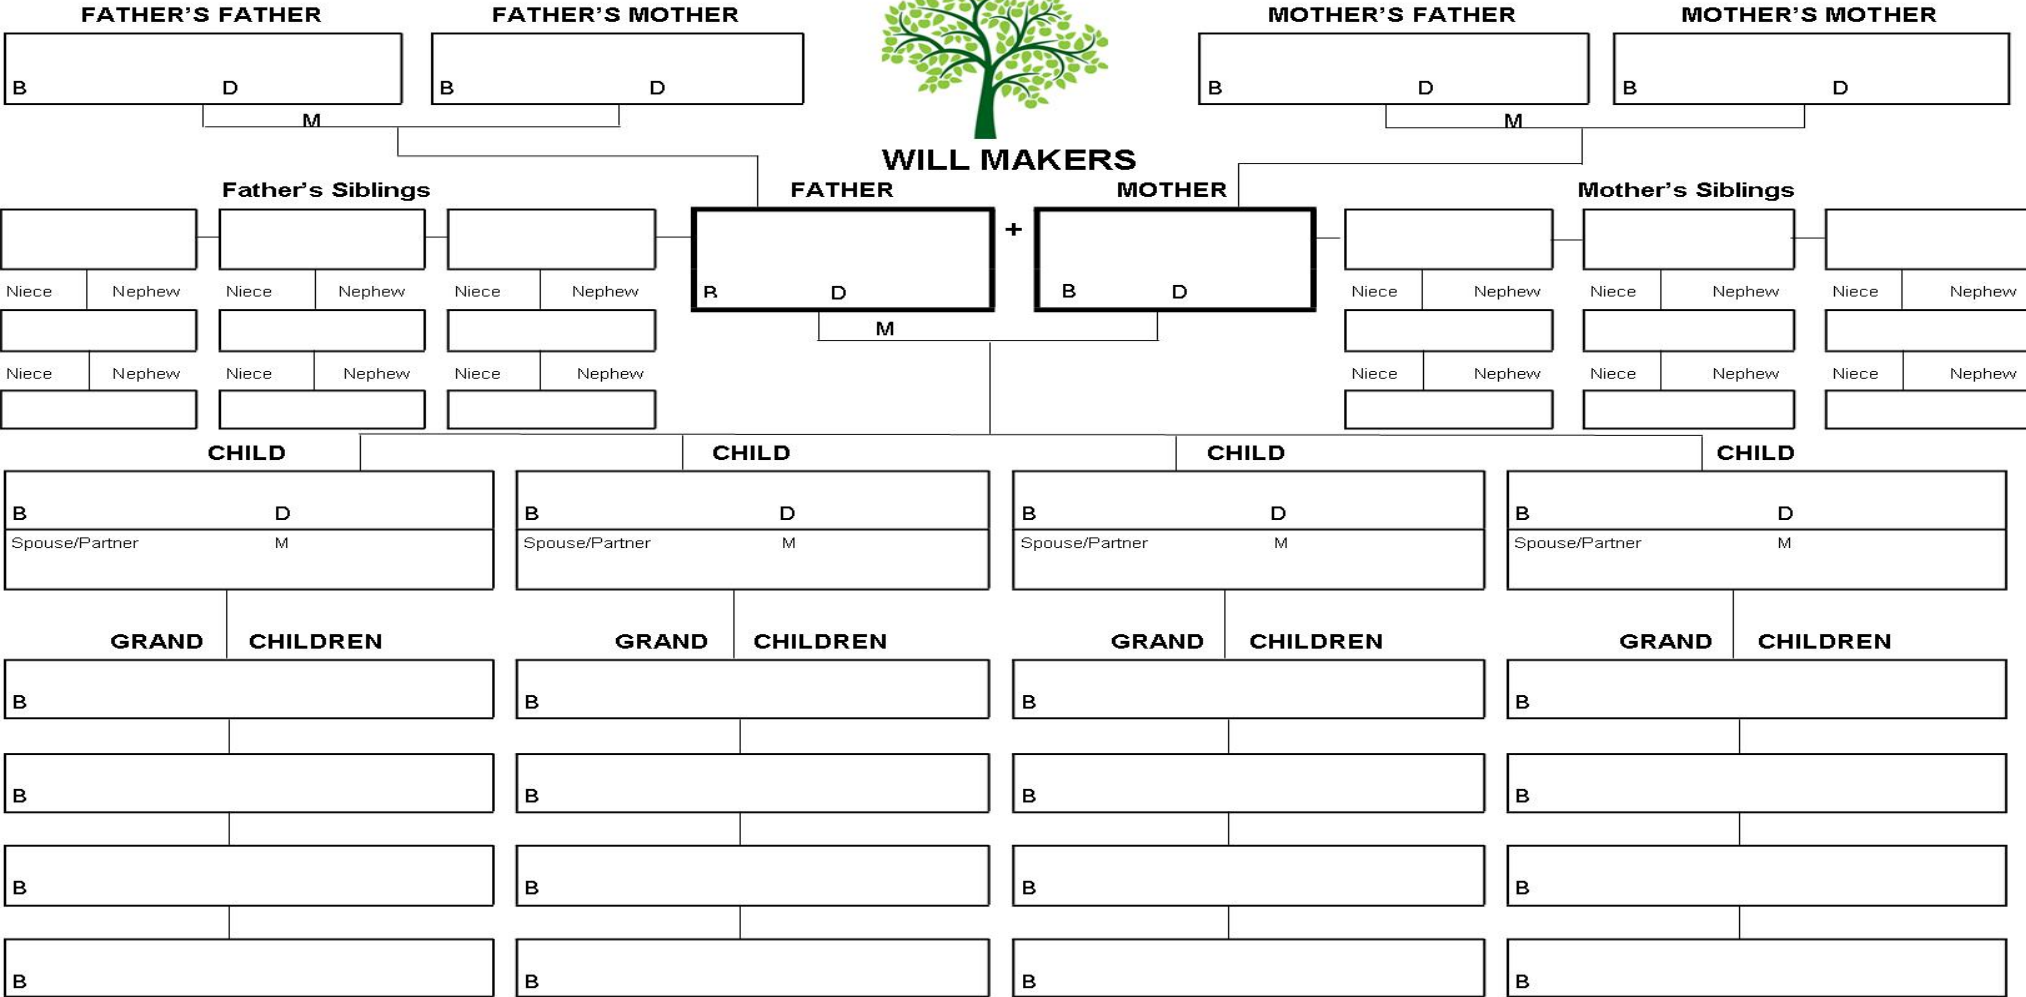 FATHER’S FATHER FATHER’S MOTHER MOTHER’S FATHER MOTHER’S MOTHER
B D B D B D B D
M M
WILL MAKERS
Father’s Siblings FATHER MOTHER Mother’s Siblings
+
B D B D
Niece Nephew Niece Nephew Niece Nephew Niece Nephew Niece Nephew Niece Nephew
M
Niece Nephew Niece Nephew Niece Nephew Niece Nephew Niece Nephew Niece Nephew
CHILD CHILD CHILD CHILD
B D B D B D B D
Spouse/Partner M Spouse/Partner M Spouse/Partner M Spouse/Partner M
GRAND CHILDREN GRAND CHILDREN GRAND CHILDREN GRAND CHILDREN
B B B B
B B B B
B B B B
B B B B